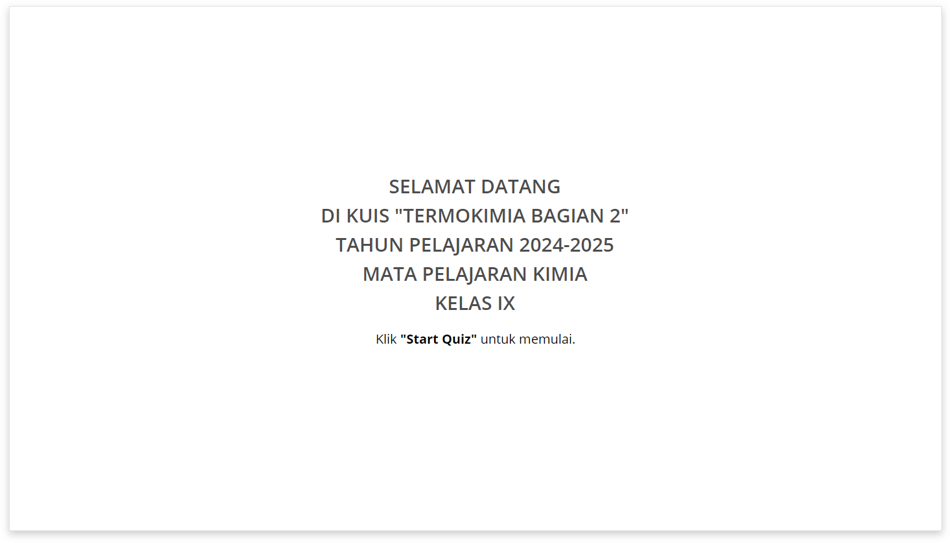 SELAMAT DATANG
DI KUIS "TERMOKIMIA BAGIAN 2"
TAHUN PELAJARAN 2024-2025
MATA PELAJARAN KIMIA
KELAS IX
Klik "Start Quiz" untuk memulai.